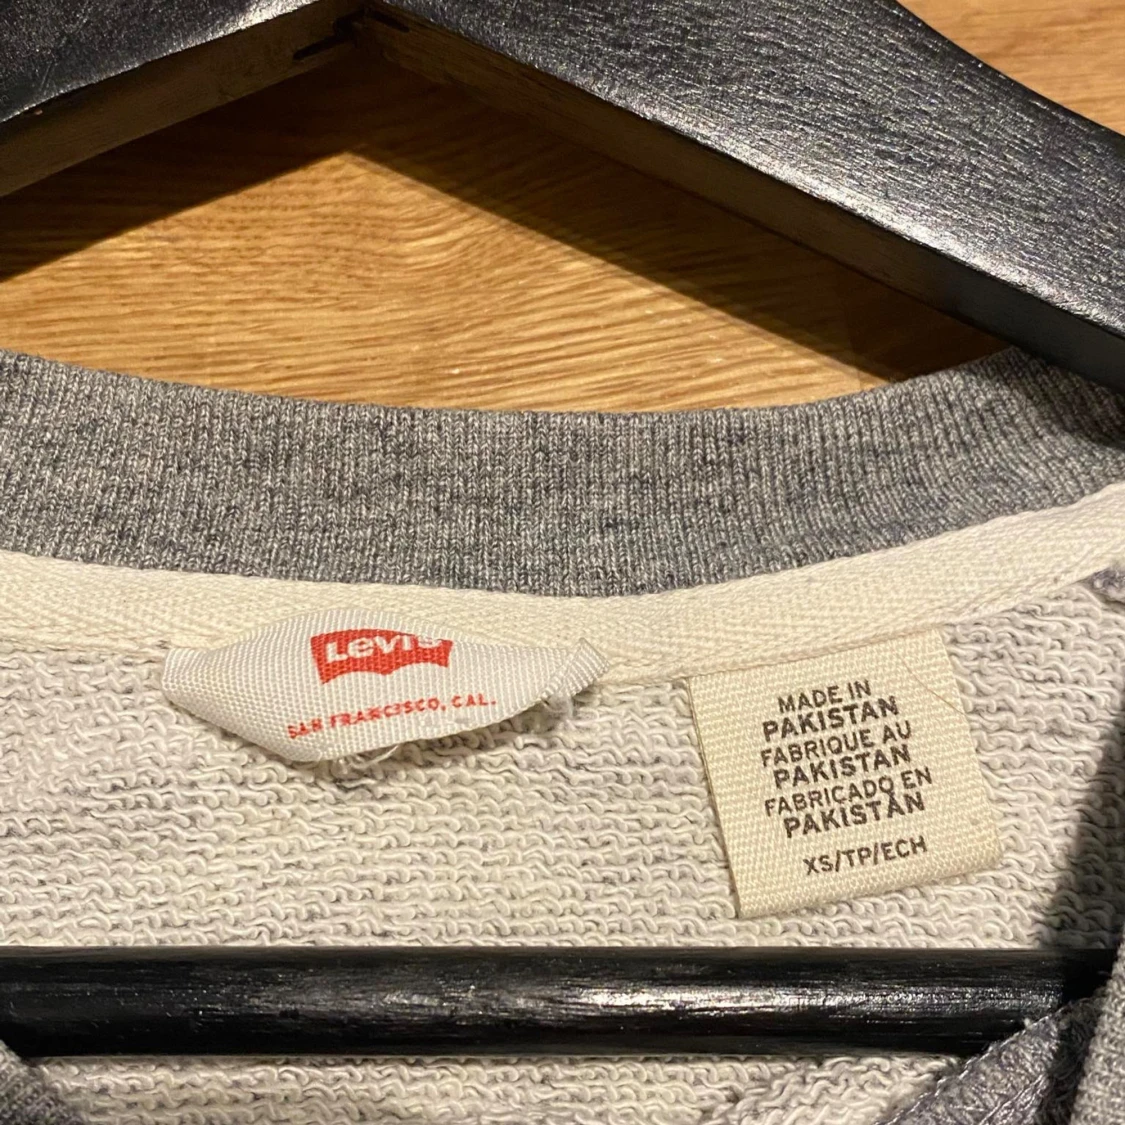 Levi's
SAN FRANCISCO, CAL.
MADE IN
PAKISTAN
FABRIQUE AU
PAKISTAN
FABRICADO EN
PAKISTAN
XS/TP/ECH